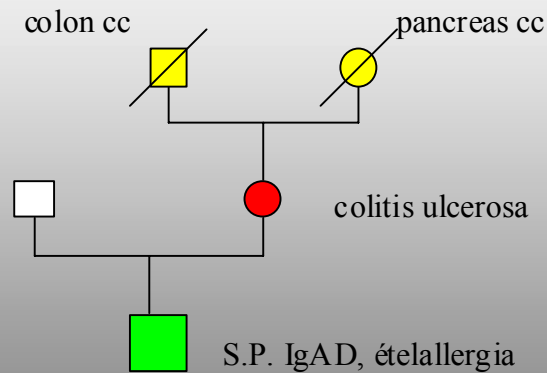 colon cc
pancreas cc
colitis ulcerosa
S.P. IgAD, ételallergia